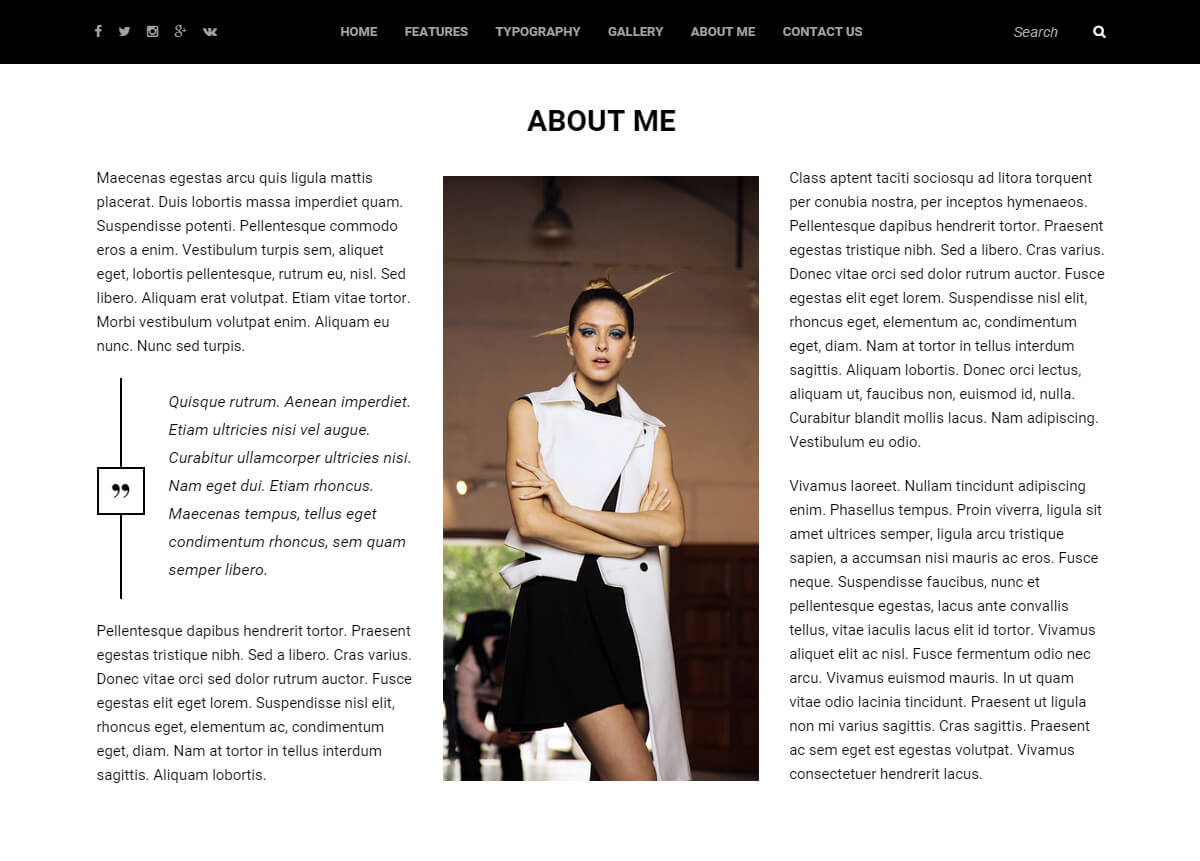 HOME FEATURES TYPOGRAPHY GALLERY ABOUT ME CONTACT US Search
ABOUT ME
Maecenas egestas arcu quis ligula mattis
placerat. Duis lobortis massa imperdiet quam.
Suspendisse potenti. Pellentesque commodo
eros a enim. Vestibulum turpis sem, aliquet
eget, lobortis pellentesque, rutrum eu, nisl. Sed
libero. Aliquam erat volutpat. Etiam vitae tortor.
Morbi vestibulum volutpat enim. Aliquam eu
nunc. Nunc sed turpis.
Quisque rutrum. Aenean imperdiet.
Etiam ultricies nisi vel augue.
Curabitur ullamcorper ultricies nisi.
Nam eget dui. Etiam rhoncus.
Maecenas tempus, tellus eget
condimentum rhoncus, sem quam
semper libero.
Pellentesque dapibus hendrerit tortor. Praesent
egestas tristique nibh. Sed a libero. Cras varius.
Donec vitae orci sed dolor rutrum auctor. Fusce
egestas elit eget lorem. Suspendisse nisl elit,
rhoncus eget, elementum ac, condimentum
eget, diam. Nam at tortor in tellus interdum
sagittis. Aliquam lobortis.
Class aptent taciti sociosqu ad litora torquent
per conubia nostra, per inceptos hymenaeos.
Pellentesque dapibus hendrerit tortor. Praesent
egestas tristique nibh. Sed a libero. Cras varius.
Donec vitae orci sed dolor rutrum auctor. Fusce
egestas elit eget lorem. Suspendisse nisl elit,
rhoncus eget, elementum ac, condimentum
eget, diam. Nam at tortor in tellus interdum
sagittis. Aliquam lobortis. Donec orci lectus,
aliquam ut, faucibus non, euismod id, nulla.
Curabitur blandit mollis lacus. Nam adipiscing.
Vestibulum eu odio.
Vivamus laoreet. Nullam tincidunt adipiscing
enim. Phasellus tempus. Proin viverra, ligula sit
amet ultrices semper, ligula arcu tristique
sapien, a accumsan nisi mauris ac eros. Fusce
neque. Suspendisse faucibus, nunc et
pellentesque egestas, lacus ante convallis
tellus, vitae iaculis lacus elit id tortor. Vivamus
aliquet elit ac nisl. Fusce fermentum odio nec
arcu. Vivamus euismod mauris. In ut quam
vitae odio lacinia tincidunt. Praesent ut ligula
non mi varius sagittis. Cras sagittis. Praesent
ac sem eget est egestas volutpat. Vivamus
consectetuer hendrerit lacus.